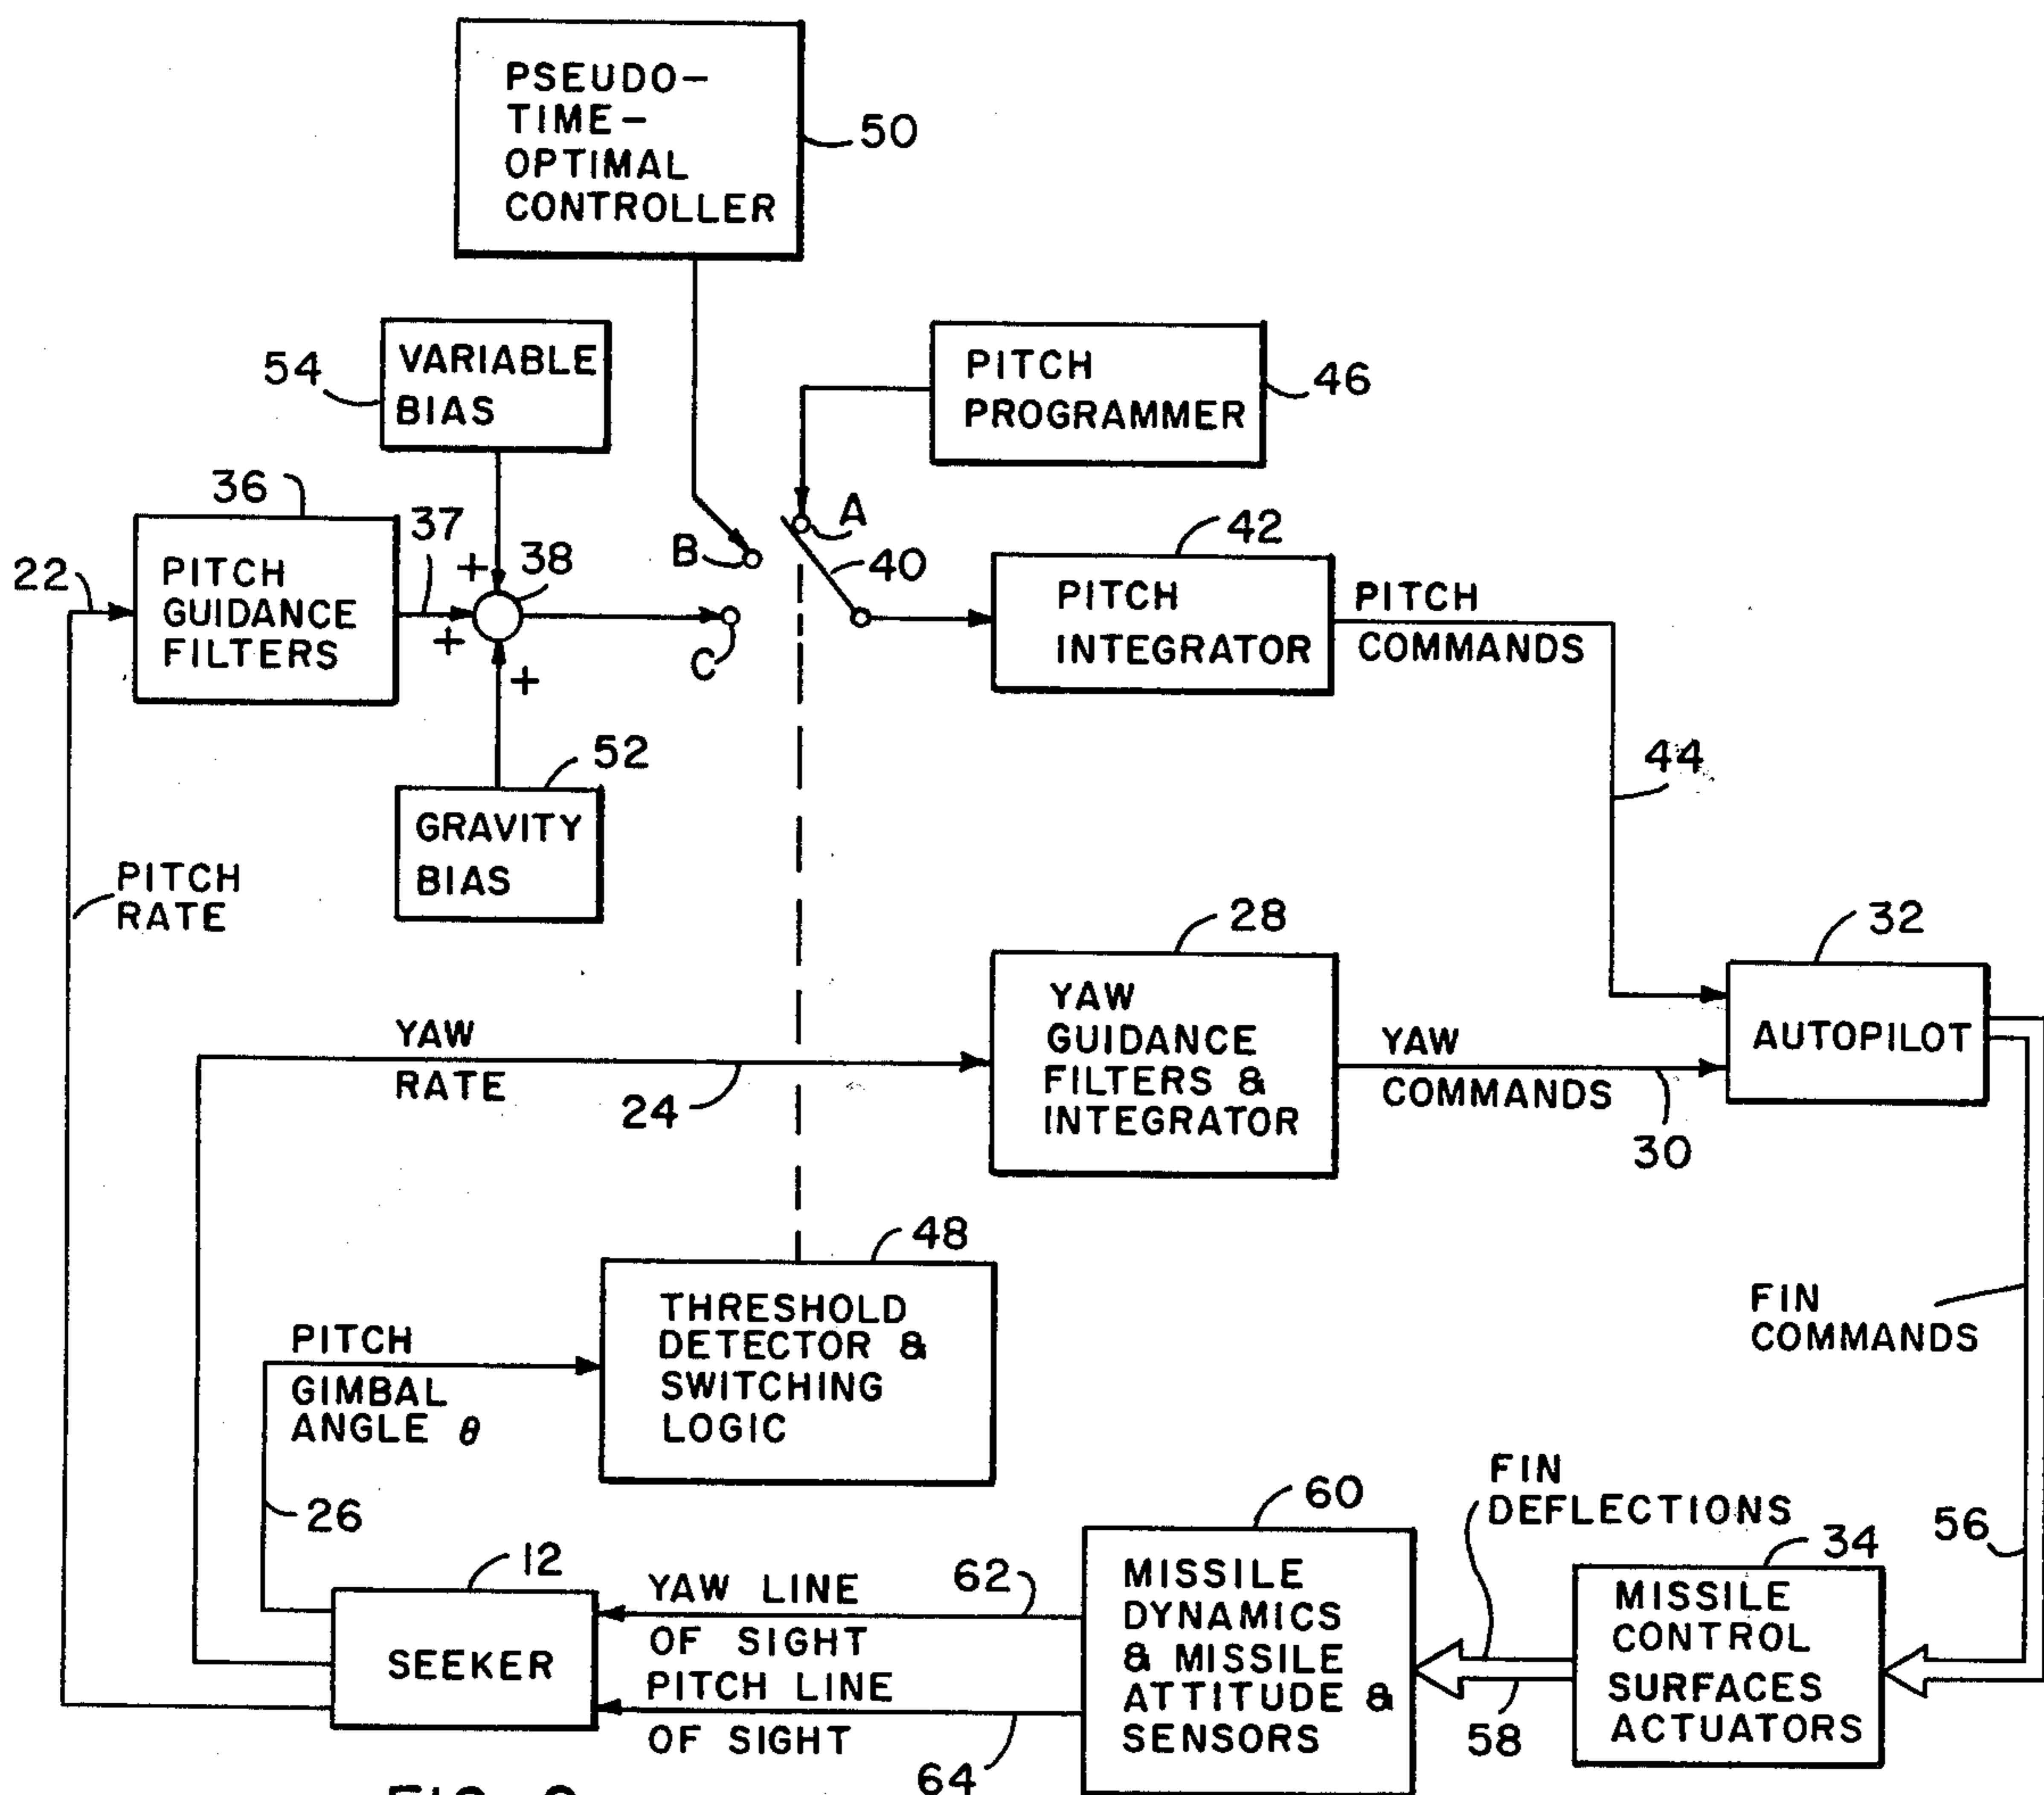 PSEUDO-
TIME-
OPTIMAL
CONTROLLER
50
VARIABLE
BIAS
54
PITCH
PROGRAMMER
46
36
37
22
PITCH
GUIDANCE
FILTERS
+
38
+
+
B
A
40
C
42
PITCH
INTEGRATOR
PITCH
COMMANDS
44
52
GRAVITY
BIAS
PITCH
RATE
28
32
YAW
GUIDANCE
FILTERS &
INTEGRATOR
YAW
RATE
24
YAW
COMMANDS
30
AUTOPILOT
48
THRESHOLD
DETECTOR &
SWITCHING
LOGIC
PITCH
GIMBAL
ANGLE θ
26
FIN
COMMANDS
56
FIN
DEFLECTIONS
60
34
12
SEEKER
YAW LINE
OF SIGHT
62
PITCH LINE
OF SIGHT
64
MISSILE
DYNAMICS
& MISSILE
ATTITUDE &
SENSORS
58
MISSILE
CONTROL
SURFACES
ACTUATORS